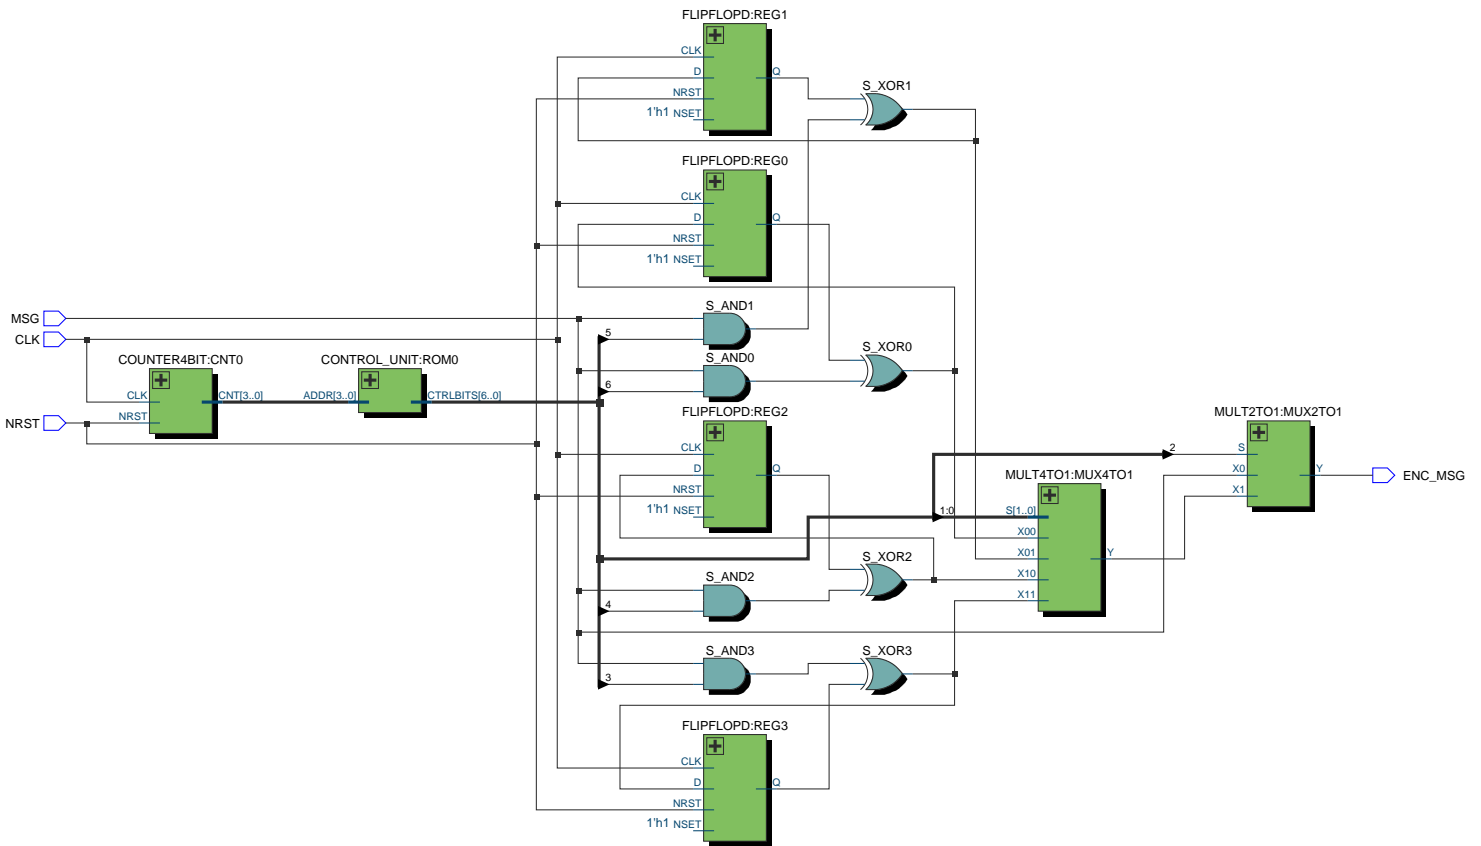 FLIPFLOPD:REG1
CLK
D
NRST
1'h1 NSET
Q
S_XOR1
FLIPFLOPD:REG0
CLK
D
NRST
1'h1 NSET
Q
MSG
CLK
NRST
COUNTER4BIT:CNT0
CLK
NRST
CNT[3..0]
CONTROL_UNIT:ROM0
ADDR[3..0]
CTRLBITS[6..0]
S_AND1
5
S_AND0
6
S_XOR0
FLIPFLOPD:REG2
CLK
D
NRST
1'h1 NSET
Q
MULT2TO1:MUX2TO1
2
S
X0
X1
Y
ENC_MSG
MULT4TO1:MUX4TO1
1:0
S[1..0]
X00
X01
X10
X11
Y
S_XOR2
S_AND2
4
S_AND3
3
S_XOR3
FLIPFLOPD:REG3
CLK
D
NRST
1'h1 NSET
Q